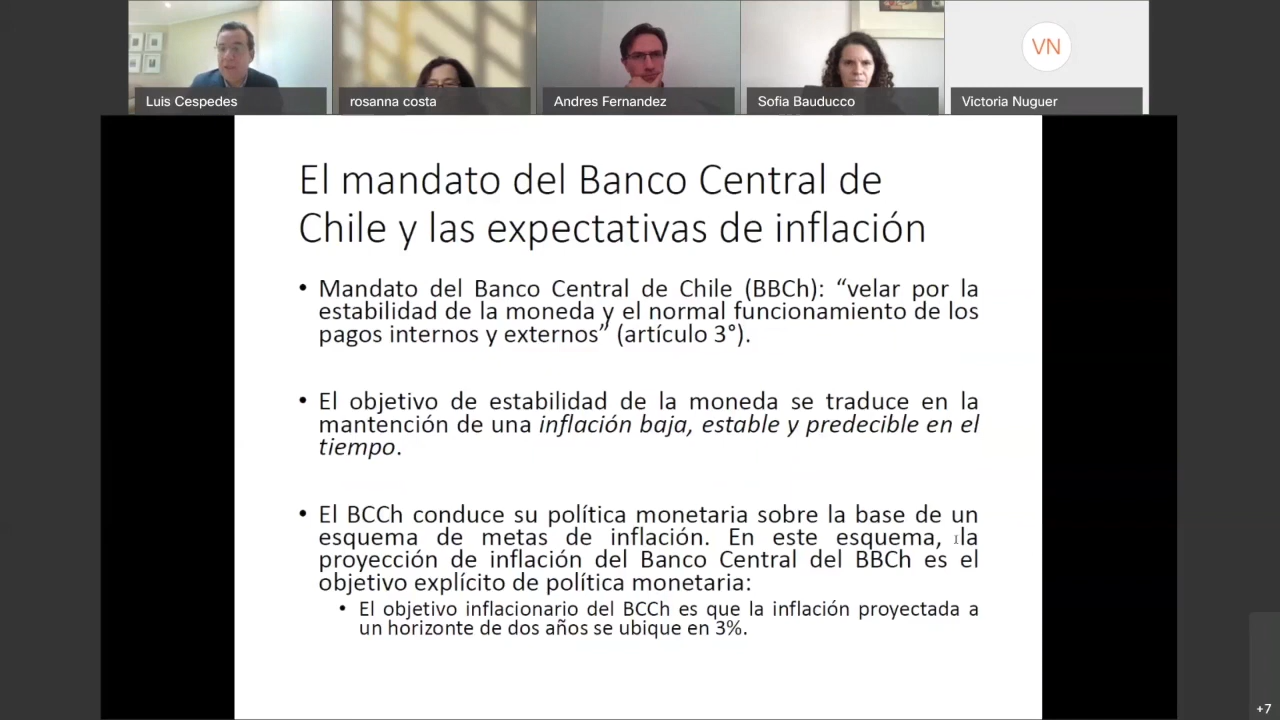 Luis Cespedes
rosanna costa
Andres Fernandez
Sofia Bauducco
VN
Victoria Nuguer
El mandato del Banco Central de
Chile y las expectativas de inflación
• Mandato del Banco Central de Chile (BBCh): “velar por la
estabilidad de la moneda y el normal funcionamiento de los
pagos internos y externos” (artículo 3°).
• El objetivo de estabilidad de la moneda se traduce en la
mantención de una inflación baja, estable y predecible en el
tiempo.
• El BCCh conduce su política monetaria sobre la base de un
esquema de metas de inflación. En este esquema, la
proyección de inflación del Banco Central del BBCh es el
objetivo explícito de política monetaria:
• El objetivo inflacionario del BCCh es que la inflación proyectada a
un horizonte de dos años se ubique en 3%.
+7